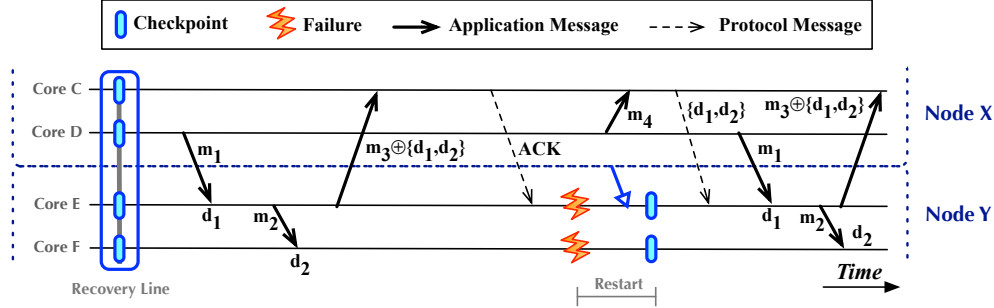 Checkpoint Failure Application Message Protocol Message
Core C
Core D
Core E
Core F
m1
d1
m2
d2
m3⊕{d1,d2}
ACK
m4
{d1,d2}
m1
d1
m2
d2
m3⊕{d1,d2}
Node X
Node Y
Recovery Line
Restart
Time